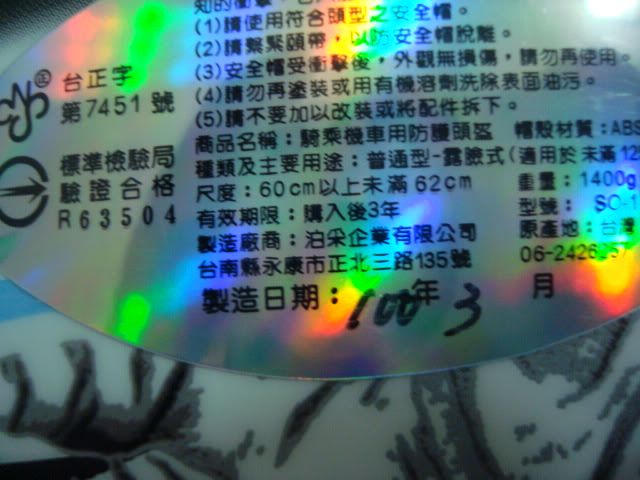 知的衝擊，
(1)請使用符合頭型之安全帽。
(2)請繫緊頤帶，以防安全帽脫離。
(3)安全帽受衝擊後，外觀無損傷，請勿再使用。
(4)請勿再塗裝或用有機溶劑洗除表面油污。
(5)請不要加以改裝或將配件拆下。
台正字
第7451號
正
標準檢驗局
驗證合格
R63504
商品名稱：騎乘機車用防護頭盔 帽殼材質：ABS
種類及主要用途：普通型-露臉式(適用於未滿12
尺度：60cm以上未滿62cm 重量：1400g
有效期限：購入後3年 型號： SO-1
製造廠商：泊采企業有限公司 原產地：台灣
台南縣永康市正北三路135號 06-2426
製造日期：100年 3 月